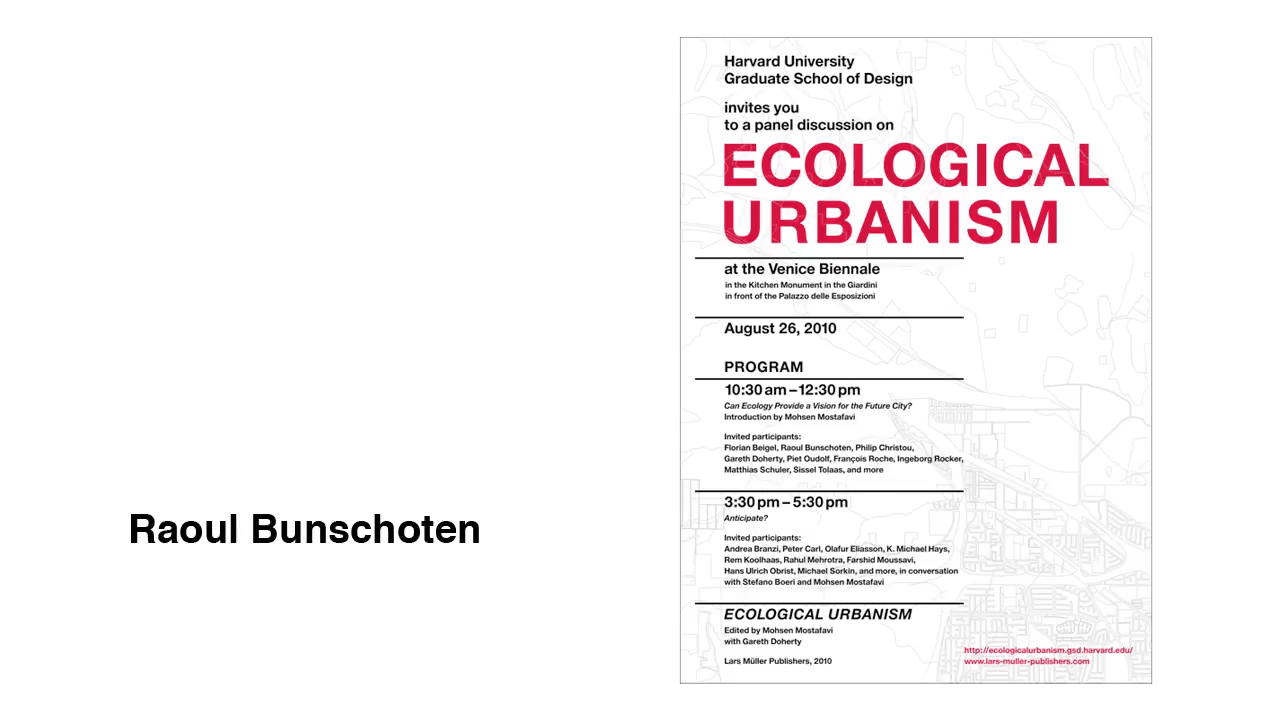 Raoul Bunschoten
Harvard University
Graduate School of Design
invites you
to a panel discussion on
ECOLOGICAL
URBANISM
at the Venice Biennale
in the Kitchen Monument in the Giardini
in front of the Palazzo delle Esposizioni
August 26, 2010
PROGRAM
10:30 am – 12:30 pm
Can Ecology Provide a Vision for the Future City?
Introduction by Mohsen Mostafavi
Invited participants:
Florian Beigel, Raoul Bunschoten, Philip Christou,
Gareth Doherty, Piet Oudolf, François Roche, Ingeborg Rocker,
Matthias Schuler, Sissel Tolaas, and more
3:30 pm – 5:30 pm
Anticipate?
Invited participants:
Andrea Branzi, Peter Carl, Olafur Eliasson, K. Michael Hays,
Rem Koolhaas, Rahul Mehrotra, Farshid Moussavi,
Hans Ulrich Obrist, Michael Sorkin, and more, in conversation
with Stefano Boeri and Mohsen Mostafavi
ECOLOGICAL URBANISM
Edited by Mohsen Mostafavi
with Gareth Doherty
Lars Müller Publishers, 2010
http://ecologicalurbanism.gsd.harvard.edu/
www.lars-muller-publishers.com